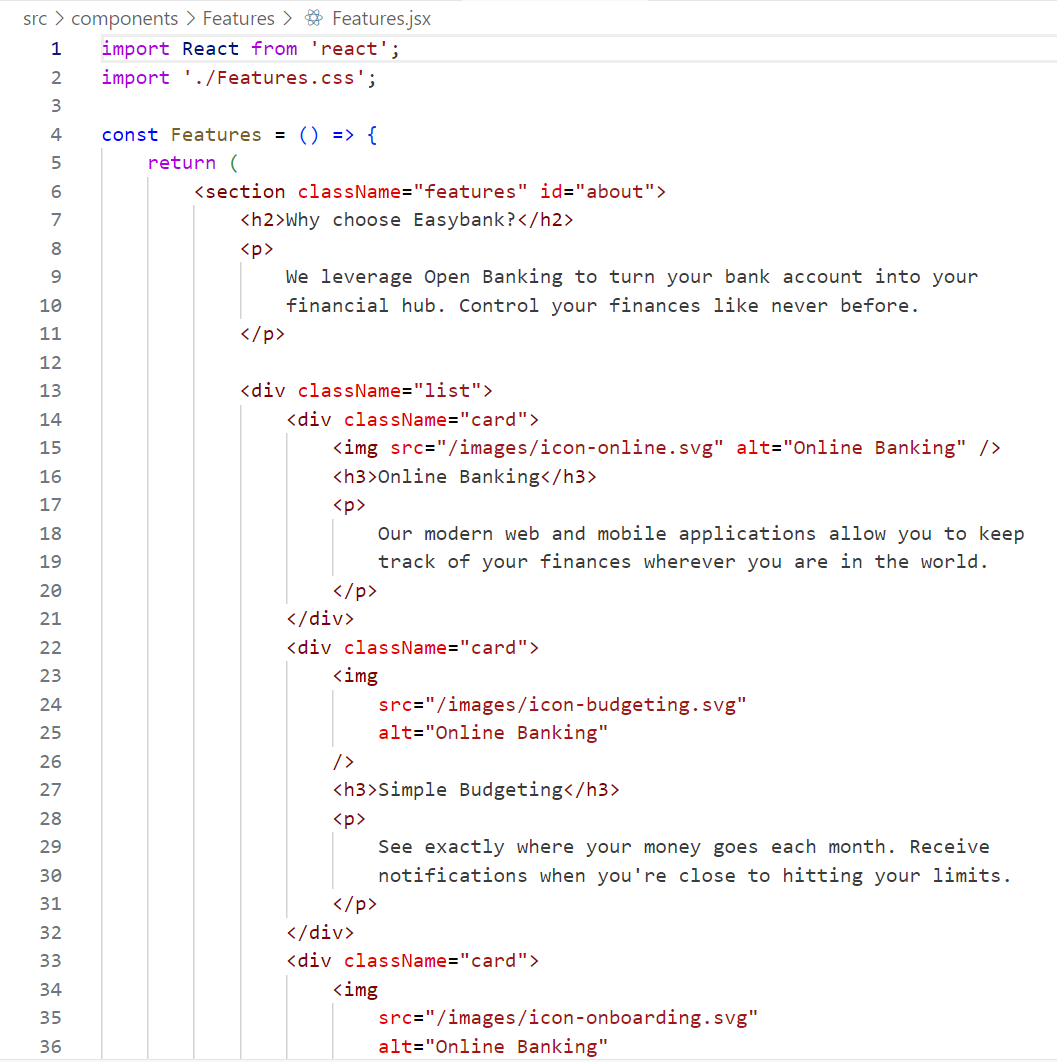 src > components > Features > Features.jsx
1 import React from 'react';
2 import './Features.css';
3
4 const Features = () => {
5     return (
6         <section className="features" id="about">
7             <h2>Why choose Easybank?</h2>
8             <p>
9                 We leverage Open Banking to turn your bank account into your
10                 financial hub. Control your finances like never before.
11             </p>
12
13             <div className="list">
14                 <div className="card">
15                     <img src="/images/icon-online.svg" alt="Online Banking" />
16                     <h3>Online Banking</h3>
17                     <p>
18                         Our modern web and mobile applications allow you to keep
19                         track of your finances wherever you are in the world.
20                     </p>
21                 </div>
22                 <div className="card">
23                     <img
24                         src="/images/icon-budgeting.svg"
25                         alt="Online Banking"
26                     />
27                     <h3>Simple Budgeting</h3>
28                     <p>
29                         See exactly where your money goes each month. Receive
30                         notifications when you're close to hitting your limits.
31                     </p>
32                 </div>
33                 <div className="card">
34                     <img
35                         src="/images/icon-onboarding.svg"
36                         alt="Online Banking"